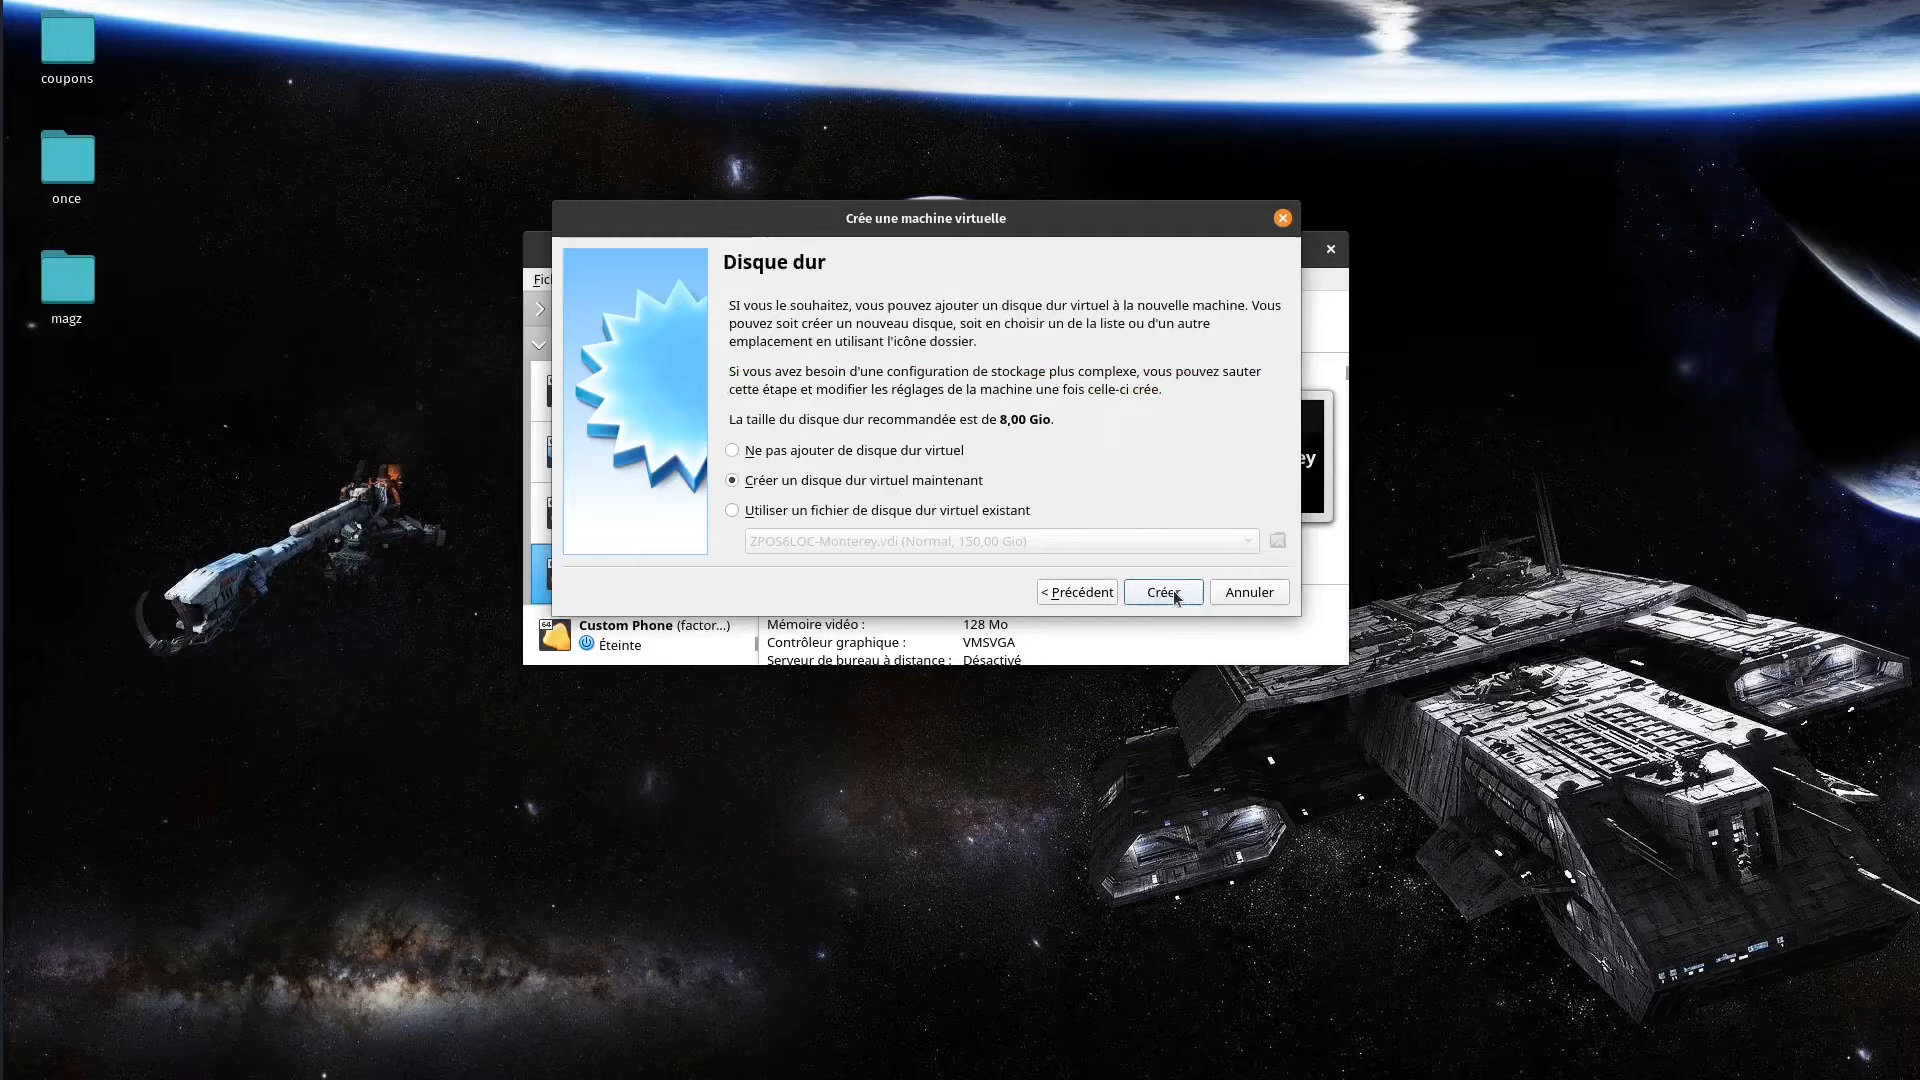 coupons
once
magz
Crée une machine virtuelle
Disque dur
SI vous le souhaitez, vous pouvez ajouter un disque dur virtuel à la nouvelle machine. Vous
pouvez soit créer un nouveau disque, soit en choisir un de la liste ou d'un autre
emplacement en utilisant l'icône dossier.
Si vous avez besoin d'une configuration de stockage plus complexe, vous pouvez sauter
cette étape et modifier les réglages de la machine une fois celle-ci crée.
La taille du disque dur recommandée est de 8,00 Gio.
Ne pas ajouter de disque dur virtuel
Créer un disque dur virtuel maintenant
Utiliser un fichier de disque dur virtuel existant
ZPOS6LOC-Monterey.vdi (Normal, 150,00 Gio)
< Précédent
Créer
Annuler
Custom Phone (factor...)
64
Éteinte
Mémoire vidéo : 128 Mo
Contrôleur graphique : VMSVGA
Serveur de bureau à distance : Désactivé